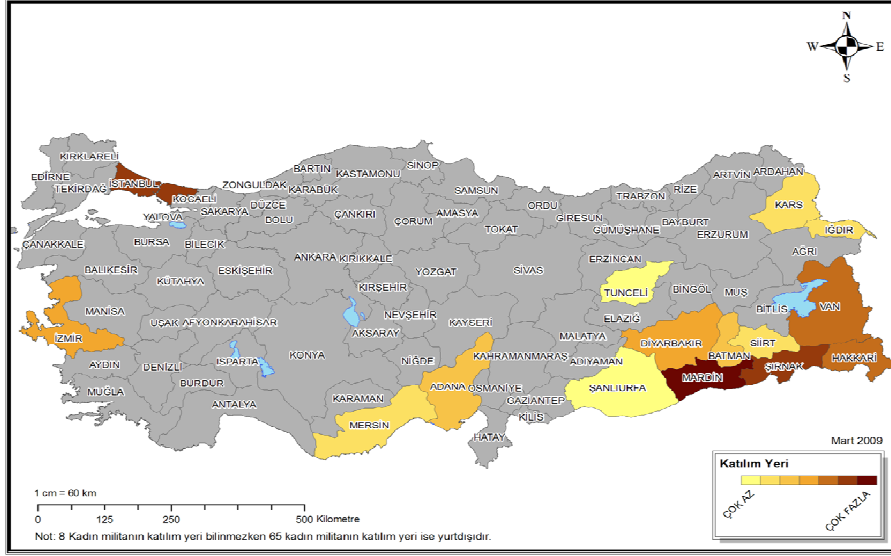 N
W E
S
KIRKLARELİ
EDİRNE
TEKİRDAĞ
İSTANBUL
KOCAELİ
YALOVA
SAKARYA
DÜZCE
ZONGULDAK
BARTIN
KARABÜK
KASTAMONU
SİNOP
BOLU
ÇANKIRI
SAMSUN
ÇORUM
AMASYA
ORDU
TOKAT
GİRESUN
TRABZON
RİZE
ARTVİN
ARDAHAN
KARS
IĞDIR
GÜMÜŞHANE
BAYBURT
ERZURUM
AĞRI
ÇANAKKALE
BURSA
BİLECİK
BALIKESİR
KÜTAHYA
ESKİŞEHİR
ANKARA
KIRIKKALE
KIRŞEHİR
YOZGAT
SİVAS
ERZİNCAN
TUNCELİ
BİNGÖL
MUŞ
BİTLİS
VAN
MANİSA
İZMİR
UŞAK
AFYONKARAHİSAR
AKSARAY
NEVŞEHİR
KAYSERİ
MALATYA
ELAZIĞ
DİYARBAKIR
BATMAN
SİİRT
HAKKARİ
ŞIRNAK
MARDİN
AYDIN
DENİZLİ
ISPARTA
KONYA
NİĞDE
KAHRAMANMARAŞ
ADIYAMAN
ŞANLIURFA
MUĞLA
BURDUR
ANTALYA
KARAMAN
MERSİN
ADANA
OSMANİYE
GAZİANTEP
KİLİS
HATAY
Mart 2009
Katılım Yeri
ÇOK AZ
ÇOK FAZLA
1 cm = 60 km
0 125 250 500 Kilometre
Not: 8 Kadın militanın katılım yeri bilinmezken 65 kadın militanın katılım yeri ise yurtdışıdır.